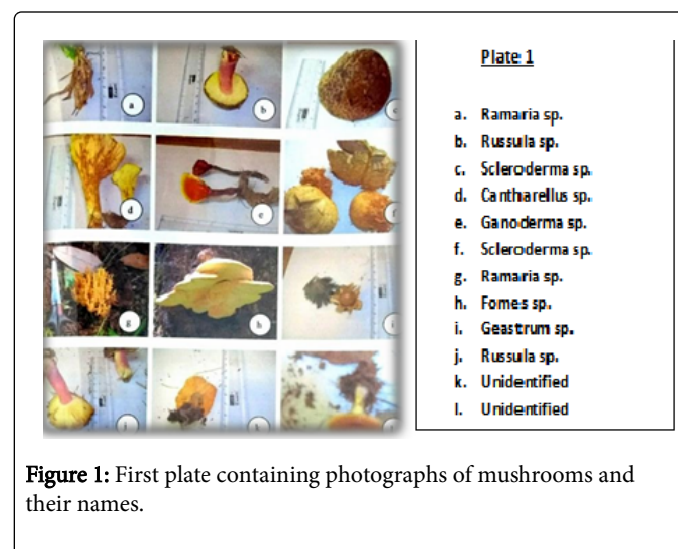 a
b
c
d
e
f
g
h
i
j
k
l
Plate 1
a. Ramaria sp.
b. Russula sp.
c. Scleroderma sp.
d. Canthiarellus sp.
e. Ganoderma sp.
f. Scleroderma sp.
g. Ramaria sp.
h. Fomes sp.
i. Geastrum sp.
j. Russula sp.
k. Unidentified
l. Unidentified
Figure 1: First plate containing photographs of mushrooms and
their names.